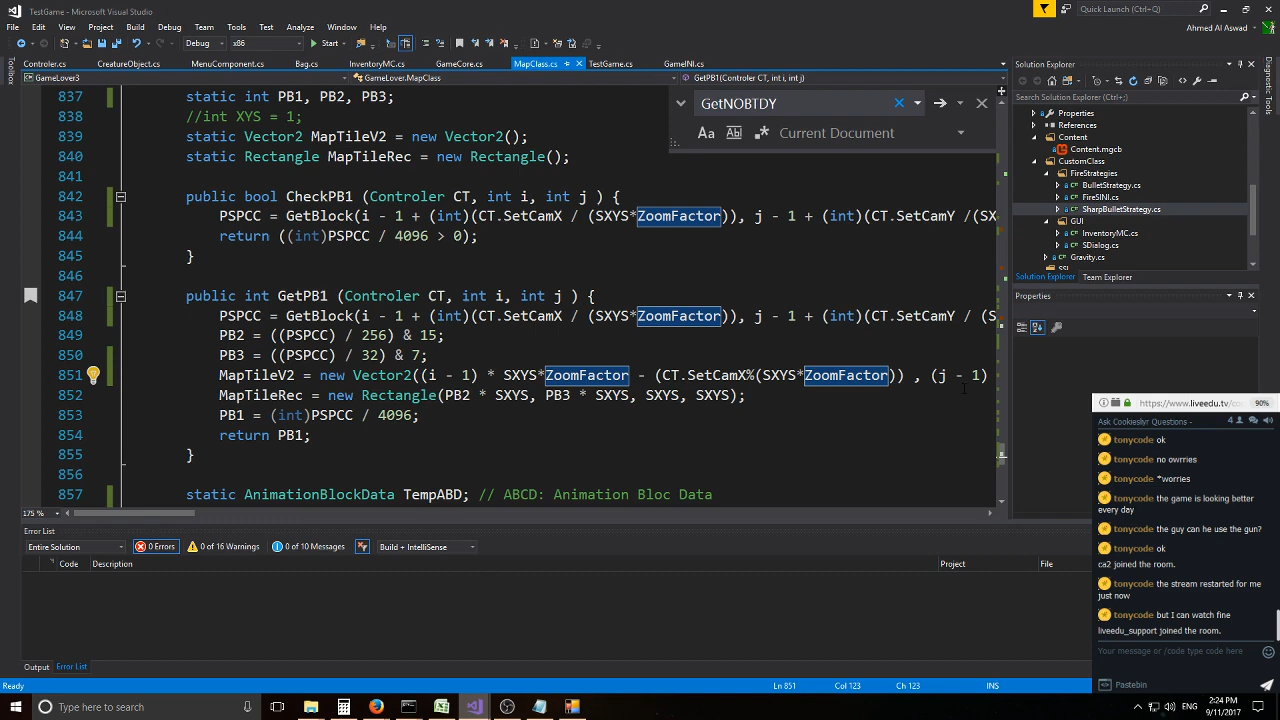 TestGame - Microsoft Visual Studio
Quick Launch (Ctrl+;)
File Edit View Project Build Debug Team Tools Test Analyze Window Help
Ahmed Al Aswad
Debug x86 Start
Controler.cs CreatureObject.cs MenuComponent.cs Bag.cs InventoryMC.cs GameCore.cs MapClass.cs TestGame.cs GameINI.cs
GameLover3 GameLover.MapClass GetPB1(Controler CT, int i, int j)
Toolbox
GetNOBTDY
Aa Ab Current Document
837 static int PB1, PB2, PB3;
838 //int XYS = 1;
839 static Vector2 MapTileV2 = new Vector2();
840 static Rectangle MapTileRec = new Rectangle();
841
842 public bool CheckPB1 (Controler CT, int i, int j ) {
843 PSPCC = GetBlock(i - 1 + (int)(CT.SetCamX / (SXYS*ZoomFactor)), j - 1 + (int)(CT.SetCamY /(SX
844 return ((int)PSPCC / 4096 > 0);
845 }
846
847 public int GetPB1 (Controler CT, int i, int j ) {
848 PSPCC = GetBlock(i - 1 + (int)(CT.SetCamX / (SXYS*ZoomFactor)), j - 1 + (int)(CT.SetCamY / (S
849 PB2 = ((PSPCC) / 256) & 15;
850 PB3 = ((PSPCC) / 32) & 7;
851 MapTileV2 = new Vector2((i - 1) * SXYS*ZoomFactor - (CT.SetCamX%(SXYS*ZoomFactor)) , (j - 1)
852 MapTileRec = new Rectangle(PB2 * SXYS, PB3 * SXYS, SXYS, SXYS);
853 PB1 = (int)PSPCC / 4096;
854 return PB1;
855 }
856
857 static AnimationBlockData TempABD; // ABCD: Animation Bloc Data
175 %
Error List
Entire Solution 0 Errors 0 of 16 Warnings 0 of 10 Messages Build + IntelliSense
Code Description Project File
Output Error List
Ready Ln 851 Col 123 Ch 123 INS
Solution Explorer
Search Solution Explorer (Ctrl+;)
Properties
References
Content
Content.mgcb
CustomClass
FireStrategies
BulletStrategy.cs
FireSINI.cs
SharpBulletStrategy.cs
GUI
InventoryMC.cs
SDialog.cs
Gravity.cs
Solution Explorer Team Explorer
Properties
Diagnostic Tools
https://www.liveedu.tv/co 90%
Ask Cookiesliyr Questions - 4
tonycode ok
tonycode no owrries
tonycode *worries
tonycode the game is looking better
every day
tonycode the guy can he use the gun?
tonycode ok
ca2 joined the room.
tonycode the stream restarted for me
just now
tonycode but I can watch fine
liveedu_support joined the room.
Your message / code type code here
Pastebin
Type here to search
ENG
2:24 PM
9/11/2017